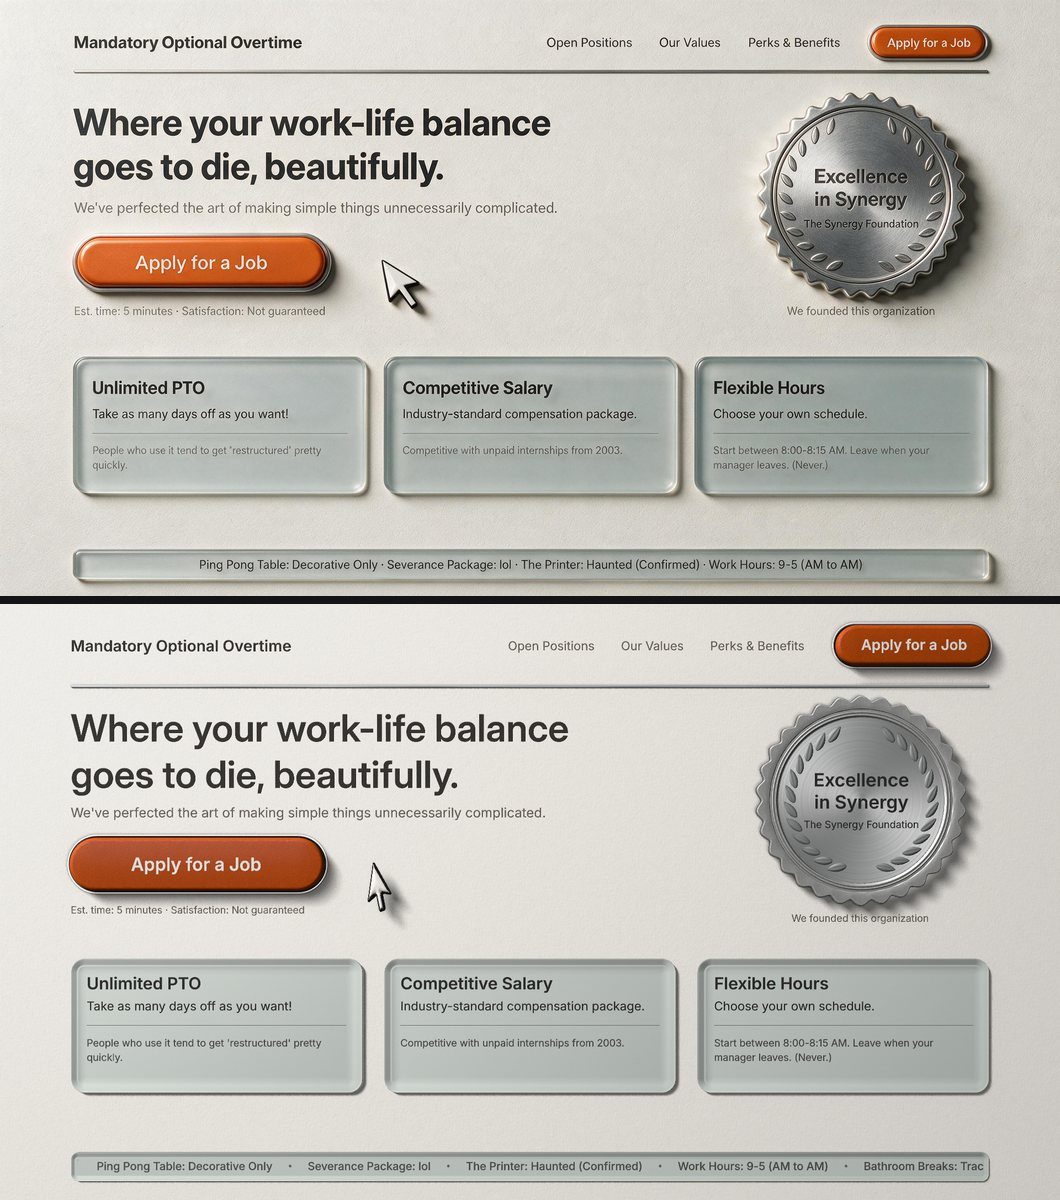 Mandatory Optional Overtime
Open Positions
Our Values
Perks & Benefits
Apply for a Job
Where your work-life balance
goes to die, beautifully.
We've perfected the art of making simple things unnecessarily complicated.
Apply for a Job
Est. time: 5 minutes · Satisfaction: Not guaranteed
Excellence
in Synergy
The Synergy Foundation
We founded this organization
Unlimited PTO
Take as many days off as you want!
People who use it tend to get 'restructured' pretty
quickly.
Competitive Salary
Industry-standard compensation package.
Competitive with unpaid internships from 2003.
Flexible Hours
Choose your own schedule.
Start between 8:00-8:15 AM. Leave when your
manager leaves. (Never.)
Ping Pong Table: Decorative Only · Severance Package: lol · The Printer: Haunted (Confirmed) · Work Hours: 9-5 (AM to AM)
Mandatory Optional Overtime
Open Positions
Our Values
Perks & Benefits
Apply for a Job
Where your work-life balance
goes to die, beautifully.
We've perfected the art of making simple things unnecessarily complicated.
Apply for a Job
Est. time: 5 minutes · Satisfaction: Not guaranteed
Excellence
in Synergy
The Synergy Foundation
We founded this organization
Unlimited PTO
Take as many days off as you want!
People who use it tend to get 'restructured' pretty
quickly.
Competitive Salary
Industry-standard compensation package.
Competitive with unpaid internships from 2003.
Flexible Hours
Choose your own schedule.
Start between 8:00-8:15 AM. Leave when your
manager leaves. (Never.)
Ping Pong Table: Decorative Only · Severance Package: lol · The Printer: Haunted (Confirmed) · Work Hours: 9-5 (AM to AM) · Bathroom Breaks: Trac